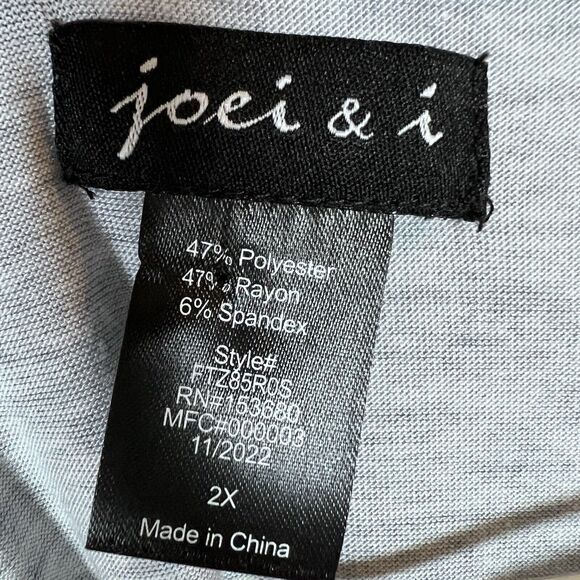 joei & i
47% Polyester
47% Rayon
6% Spandex
Style#
FTZ85R0S
RN#153680
MFC#000003
11/2022
2X
Made in China